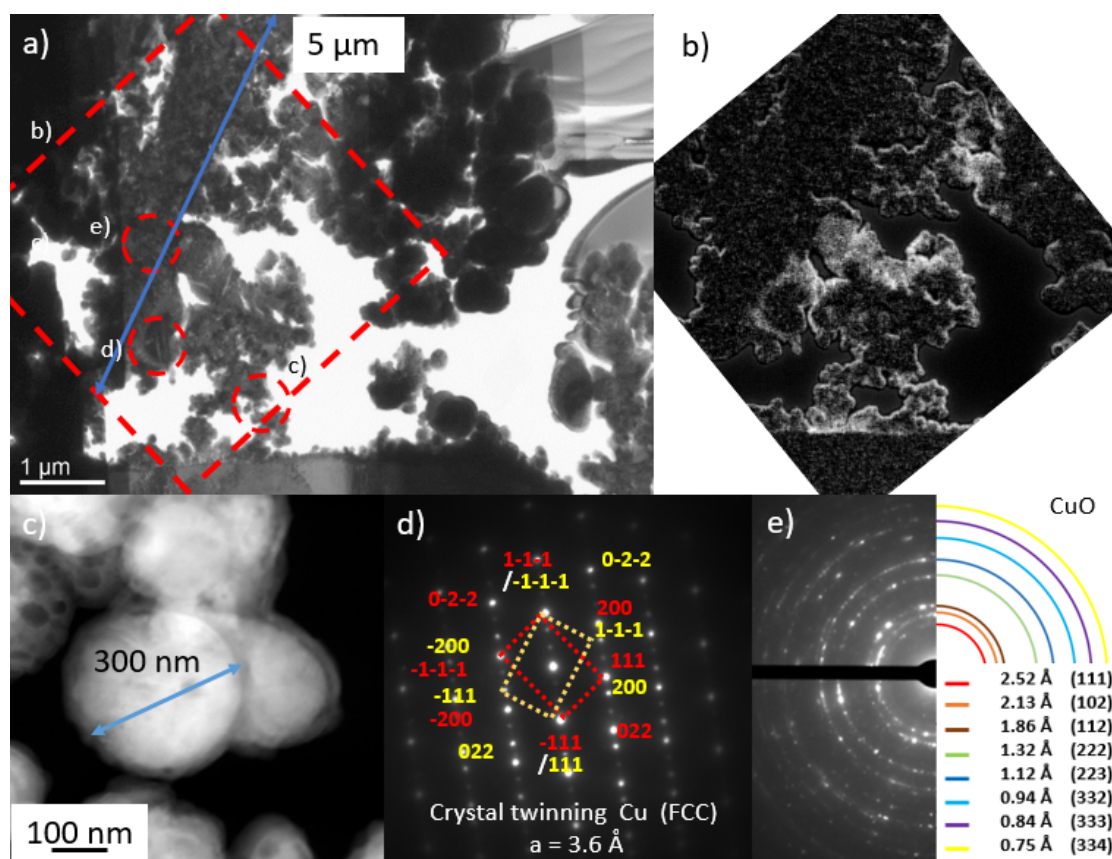 a)
5 µm
b)
e)
d)
c)
1 µm
b)
c)
300 nm
100 nm
d)
1-1-1
/-1-1-1
0-2-2
0-2-2
200
1-1-1
-200
-1-1-1
111
-111
200
-200
022
022
-111
/111
Crystal twinning Cu (FCC)
a = 3.6 Å
e)
CuO
2.52 Å (111)
2.13 Å (102)
1.86 Å (112)
1.32 Å (222)
1.12 Å (223)
0.94 Å (332)
0.84 Å (333)
0.75 Å (334)